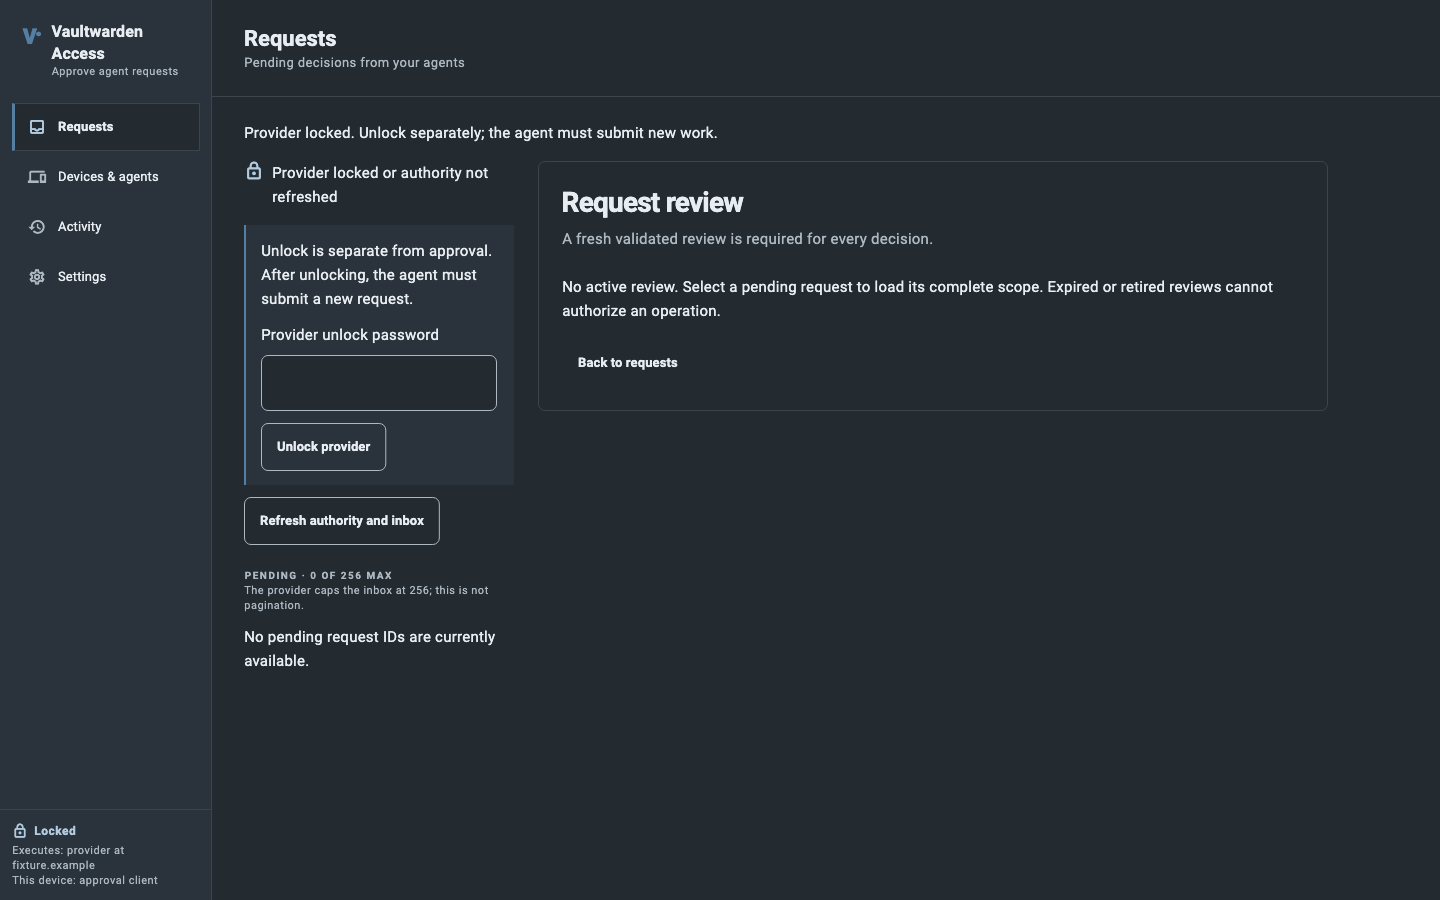 Vaultwarden
Access
Approve agent requests
Requests
Devices & agents
Activity
Settings
Locked
Executes: provider at
fixture.example
This device: approval client
Requests
Pending decisions from your agents
Provider locked. Unlock separately; the agent must submit new work.
Provider locked or authority not
refreshed
Unlock is separate from approval.
After unlocking, the agent must
submit a new request.
Provider unlock password
Unlock provider
Refresh authority and inbox
PENDING · 0 OF 256 MAX
The provider caps the inbox at 256; this is not
pagination.
No pending request IDs are currently
available.
Request review
A fresh validated review is required for every decision.
No active review. Select a pending request to load its complete scope. Expired or retired reviews cannot
authorize an operation.
Back to requests